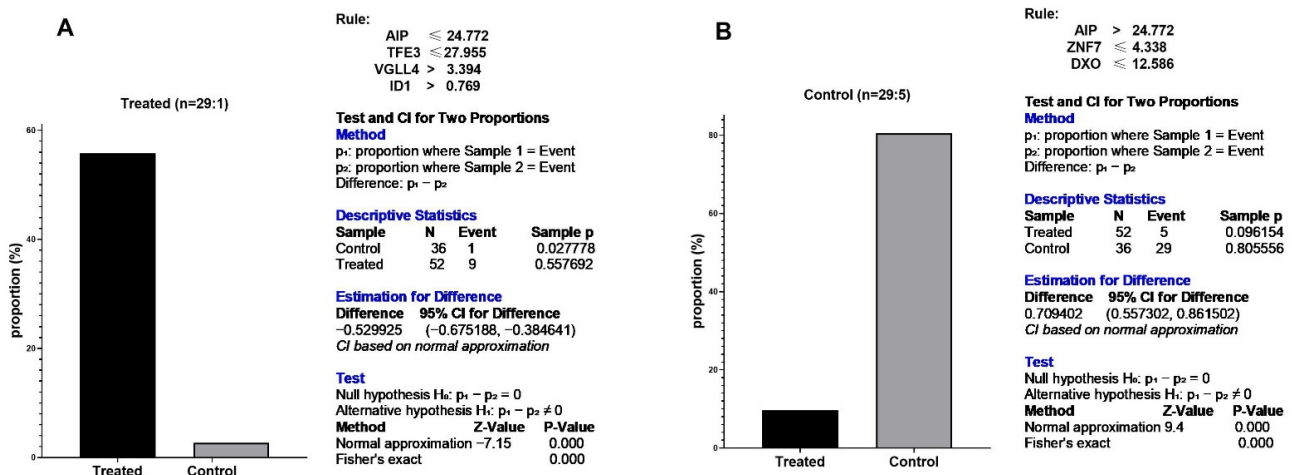 A
Treated (n=29:1)
proportion (%)
60
40
20
0
Treated Control
Rule:
AIP ≤ 24.772
TFE3 ≤ 27.955
VGLL4 > 3.394
ID1 > 0.769
Test and CI for Two Proportions
Method
p₁: proportion where Sample 1 = Event
p₂: proportion where Sample 2 = Event
Difference: p₁ − p₂
Descriptive Statistics
Sample N Event Sample p
Control 36 1 0.027778
Treated 52 9 0.557692
Estimation for Difference
Difference 95% CI for Difference
−0.529925 (−0.675188, −0.384641)
CI based on normal approximation
Test
Null hypothesis H₀: p₁ − p₂ = 0
Alternative hypothesis H₁: p₁ − p₂ ≠ 0
Method Z-Value P-Value
Normal approximation −7.15 0.000
Fisher's exact 0.000
B
Control (n=29:5)
proportion (%)
80
60
40
20
0
Treated Control
Rule:
AIP > 24.772
ZNF7 ≤ 4.338
DXO ≤ 12.586
Test and CI for Two Proportions
Method
p₁: proportion where Sample 1 = Event
p₂: proportion where Sample 2 = Event
Difference: p₁ − p₂
Descriptive Statistics
Sample N Event Sample p
Treated 52 5 0.096154
Control 36 29 0.805556
Estimation for Difference
Difference 95% CI for Difference
0.709402 (0.557302, 0.861502)
CI based on normal approximation
Test
Null hypothesis H₀: p₁ − p₂ = 0
Alternative hypothesis H₁: p₁ − p₂ ≠ 0
Method Z-Value P-Value
Normal approximation 9.4 0.000
Fisher's exact 0.000